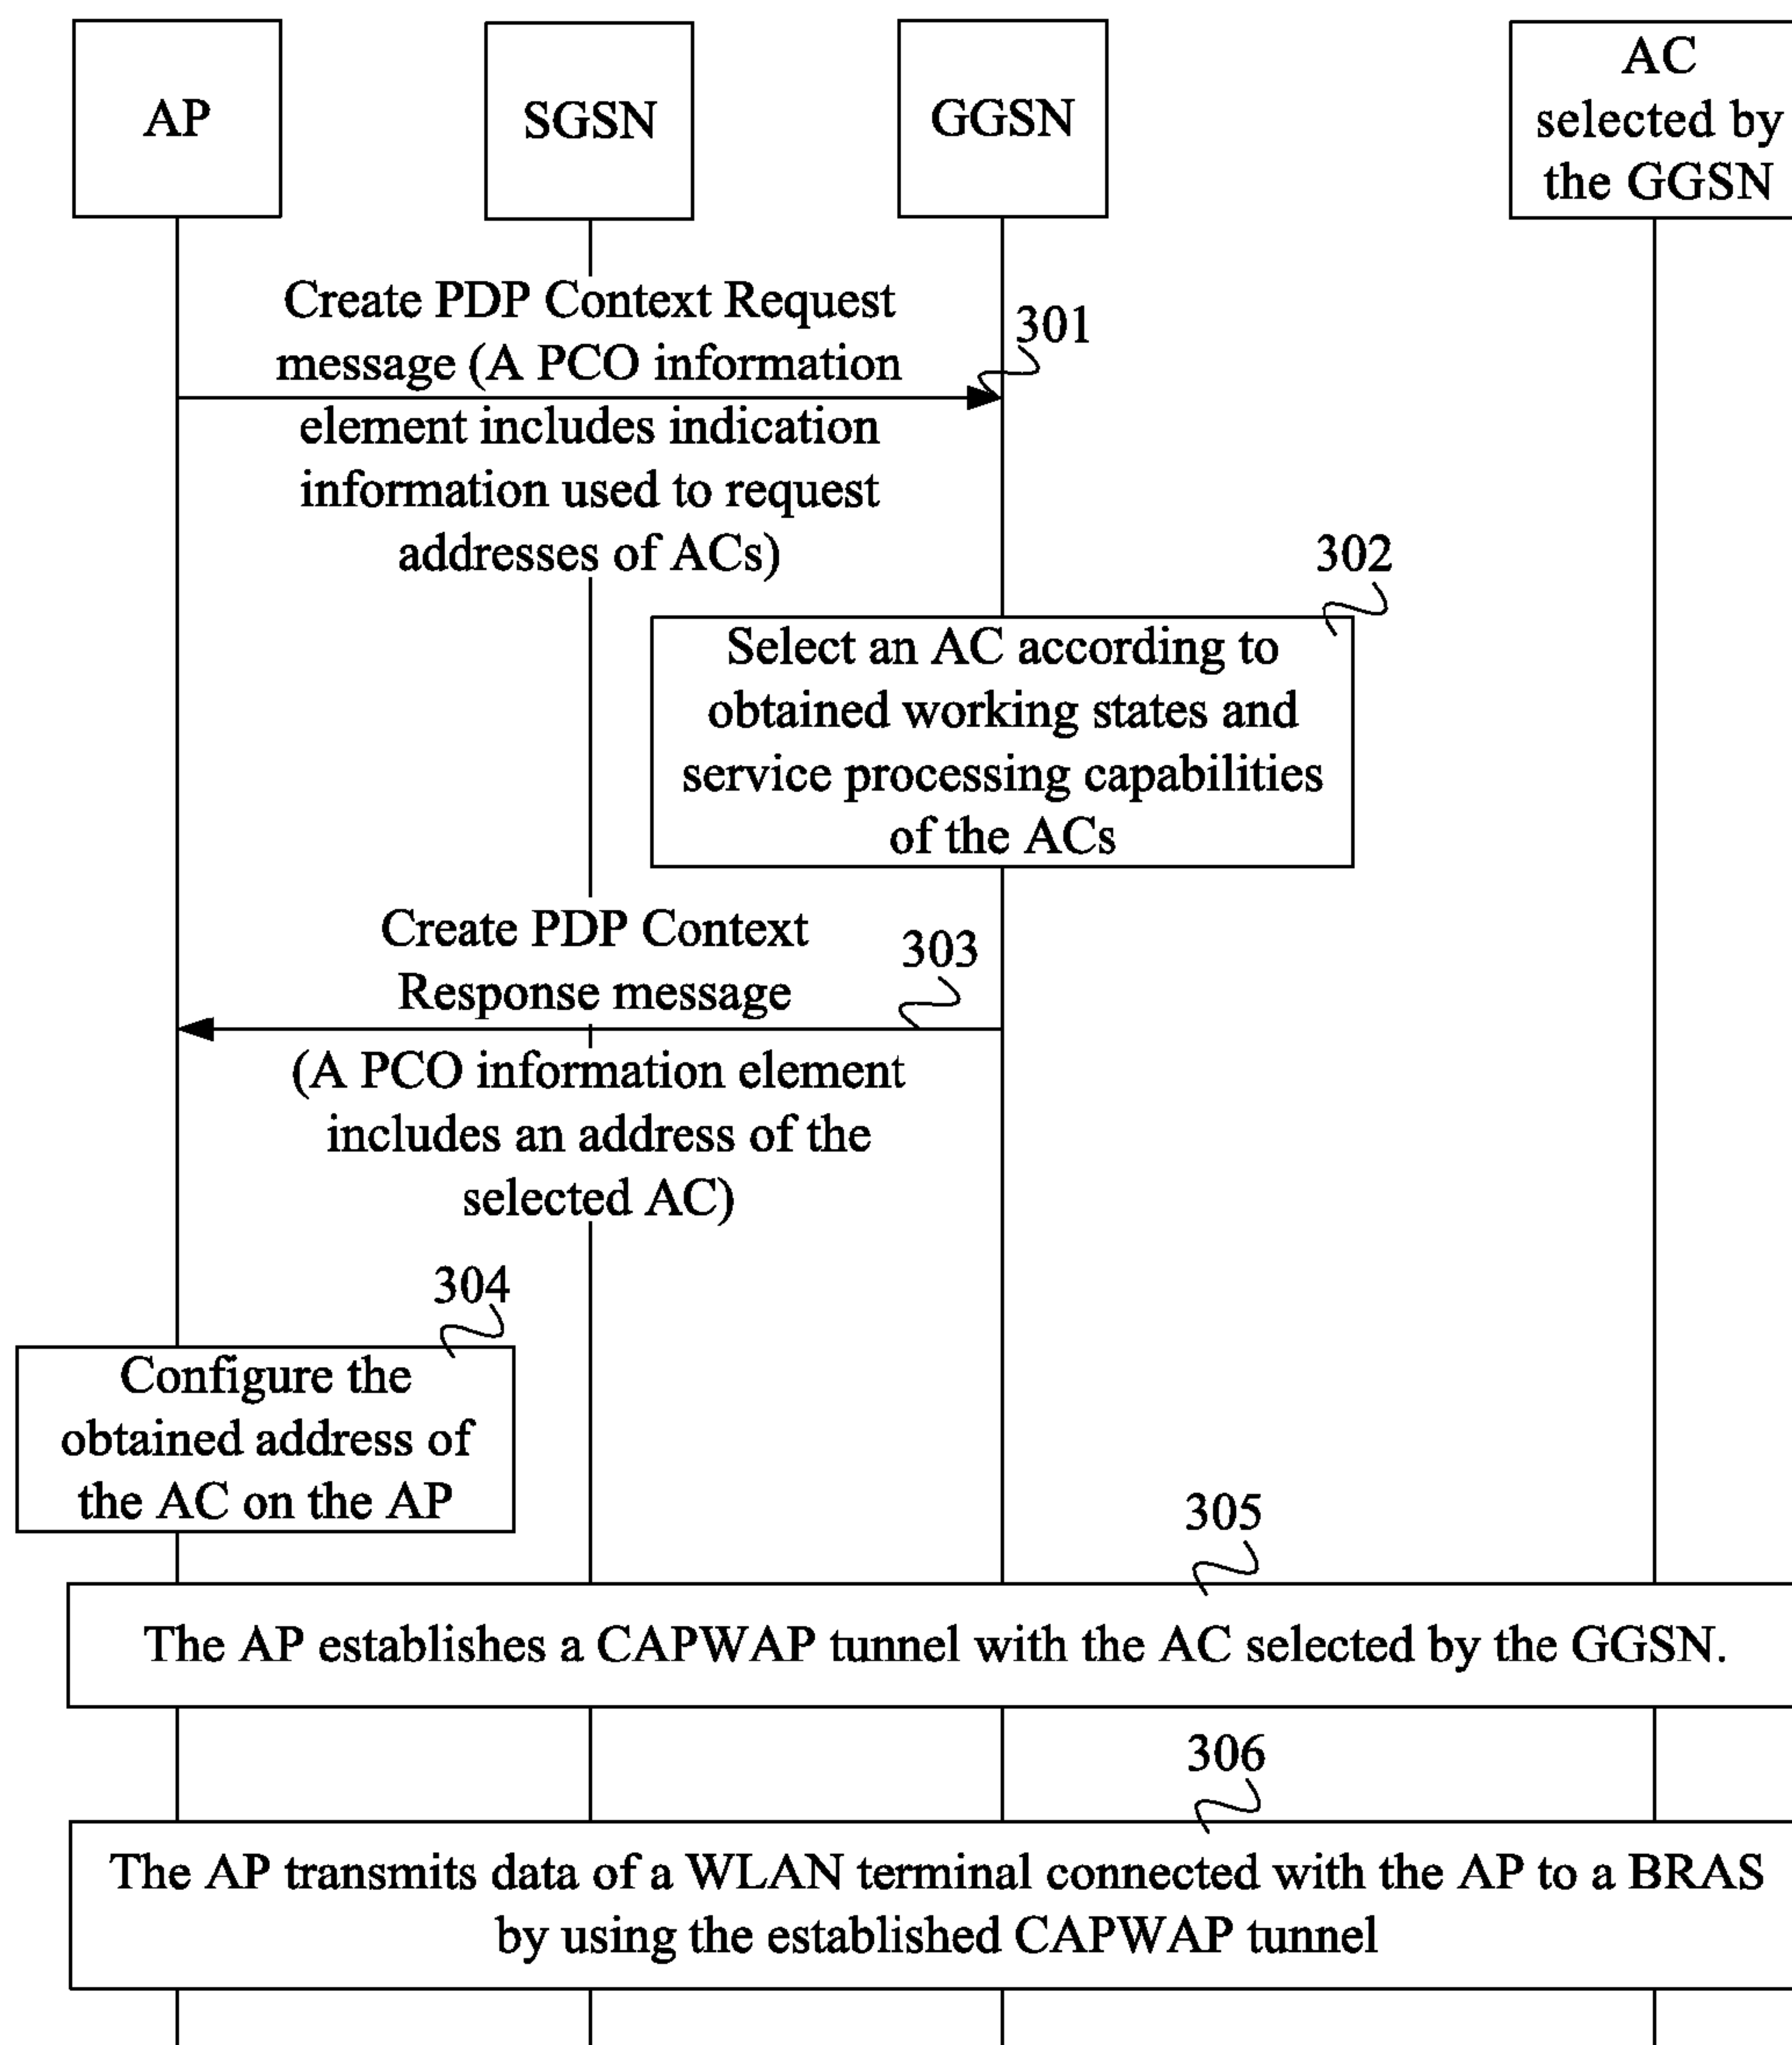 AP
SGSN
GGSN
AC
selected by
the GGSN
Create PDP Context Request
message (A PCO information
element includes indication
information used to request
addresses of ACs)
301
302
Select an AC according to
obtained working states and
service processing capabilities
of the ACs
Create PDP Context
Response message
303
(A PCO information element
includes an address of the
selected AC)
304
Configure the
obtained address of
the AC on the AP
305
The AP establishes a CAPWAP tunnel with the AC selected by the GGSN.
306
The AP transmits data of a WLAN terminal connected with the AP to a BRAS
by using the established CAPWAP tunnel